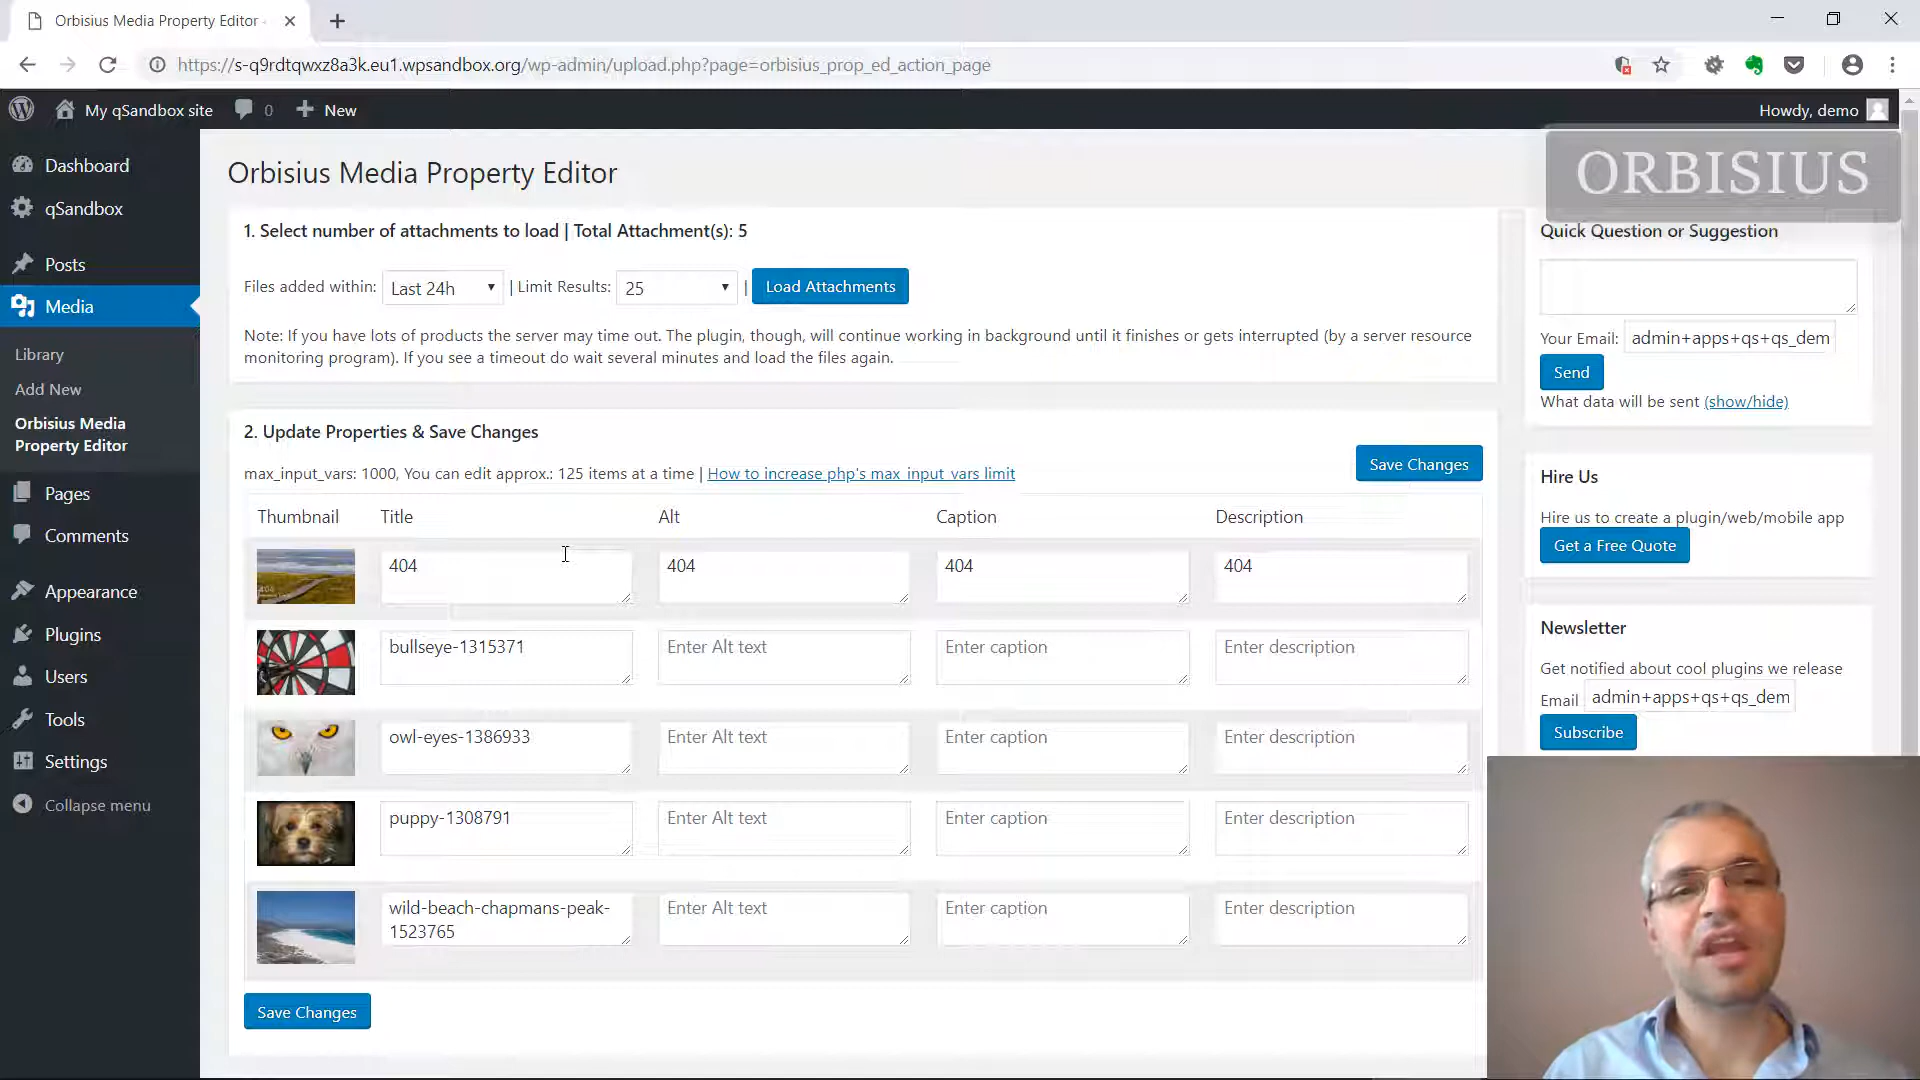 Orbisius Media Property Editor
https://s-q9rdtqwxz8a3k.eu1.wpsandbox.org/wp-admin/upload.php?page=orbisius_prop_ed_action_page
My qSandbox site
0
New
Howdy, demo
ORBISIUS
Dashboard
qSandbox
Posts
Media
Library
Add New
Orbisius Media
Property Editor
Pages
Comments
Appearance
Plugins
Users
Tools
Settings
Collapse menu
Orbisius Media Property Editor
1. Select number of attachments to load | Total Attachment(s): 5
Files added within: Last 24h | Limit Results: 25 | Load Attachments
Note: If you have lots of products the server may time out. The plugin, though, will continue working in background until it finishes or gets interrupted (by a server resource
monitoring program). If you see a timeout do wait several minutes and load the files again.
2. Update Properties & Save Changes
max_input_vars: 1000, You can edit approx.: 125 items at a time | How to increase php's max_input_vars limit
Save Changes
Thumbnail Title Alt Caption Description
404 404 404 404
bullseye-1315371 Enter Alt text Enter caption Enter description
owl-eyes-1386933 Enter Alt text Enter caption Enter description
puppy-1308791 Enter Alt text Enter caption Enter description
wild-beach-chapmans-peak- Enter Alt text Enter caption Enter description
1523765
Save Changes
Quick Question or Suggestion
Your Email: admin+apps+qs+qs_dem
Send
What data will be sent (show/hide)
Hire Us
Hire us to create a plugin/web/mobile app
Get a Free Quote
Newsletter
Get notified about cool plugins we release
Email admin+apps+qs+qs_dem
Subscribe